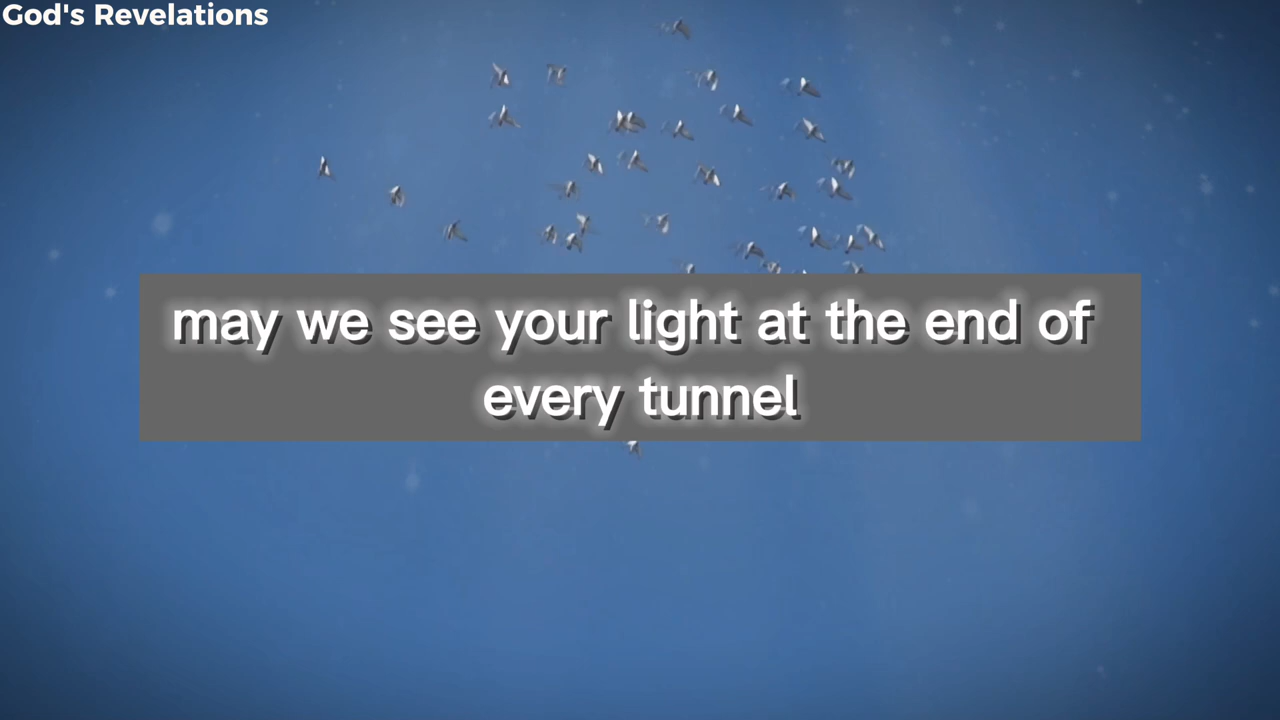 God's Revelations
may we see your light at the end of
every tunnel